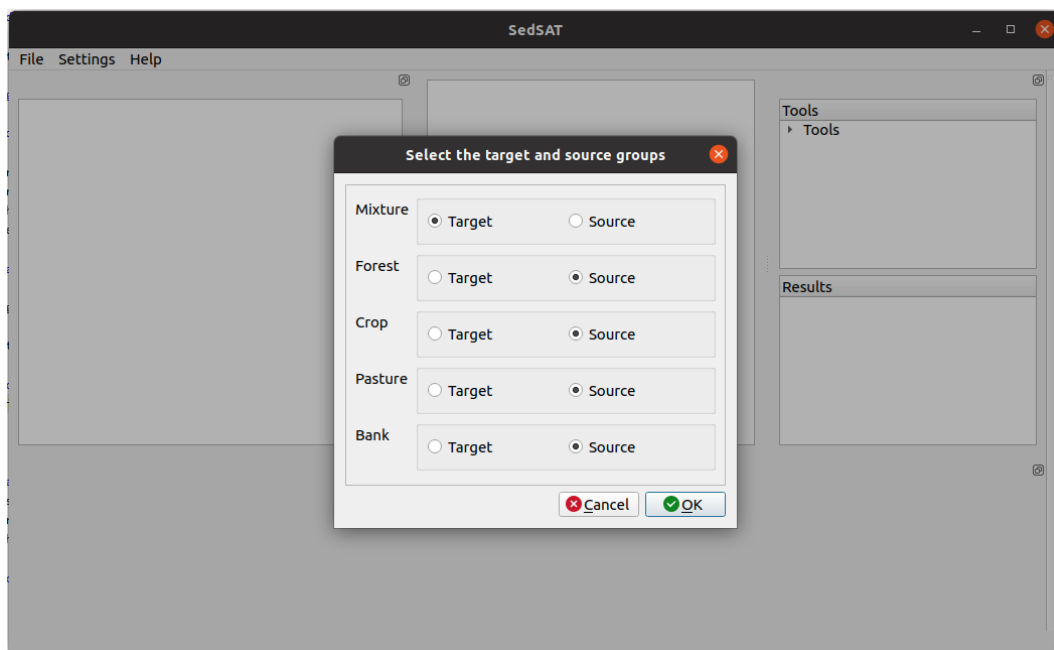 SedSAT
File Settings Help
Tools
Tools
Select the target and source groups
Mixture
Target Source
Forest
Target Source
Crop
Target Source
Pasture
Target Source
Bank
Target Source
Cancel OK
Results